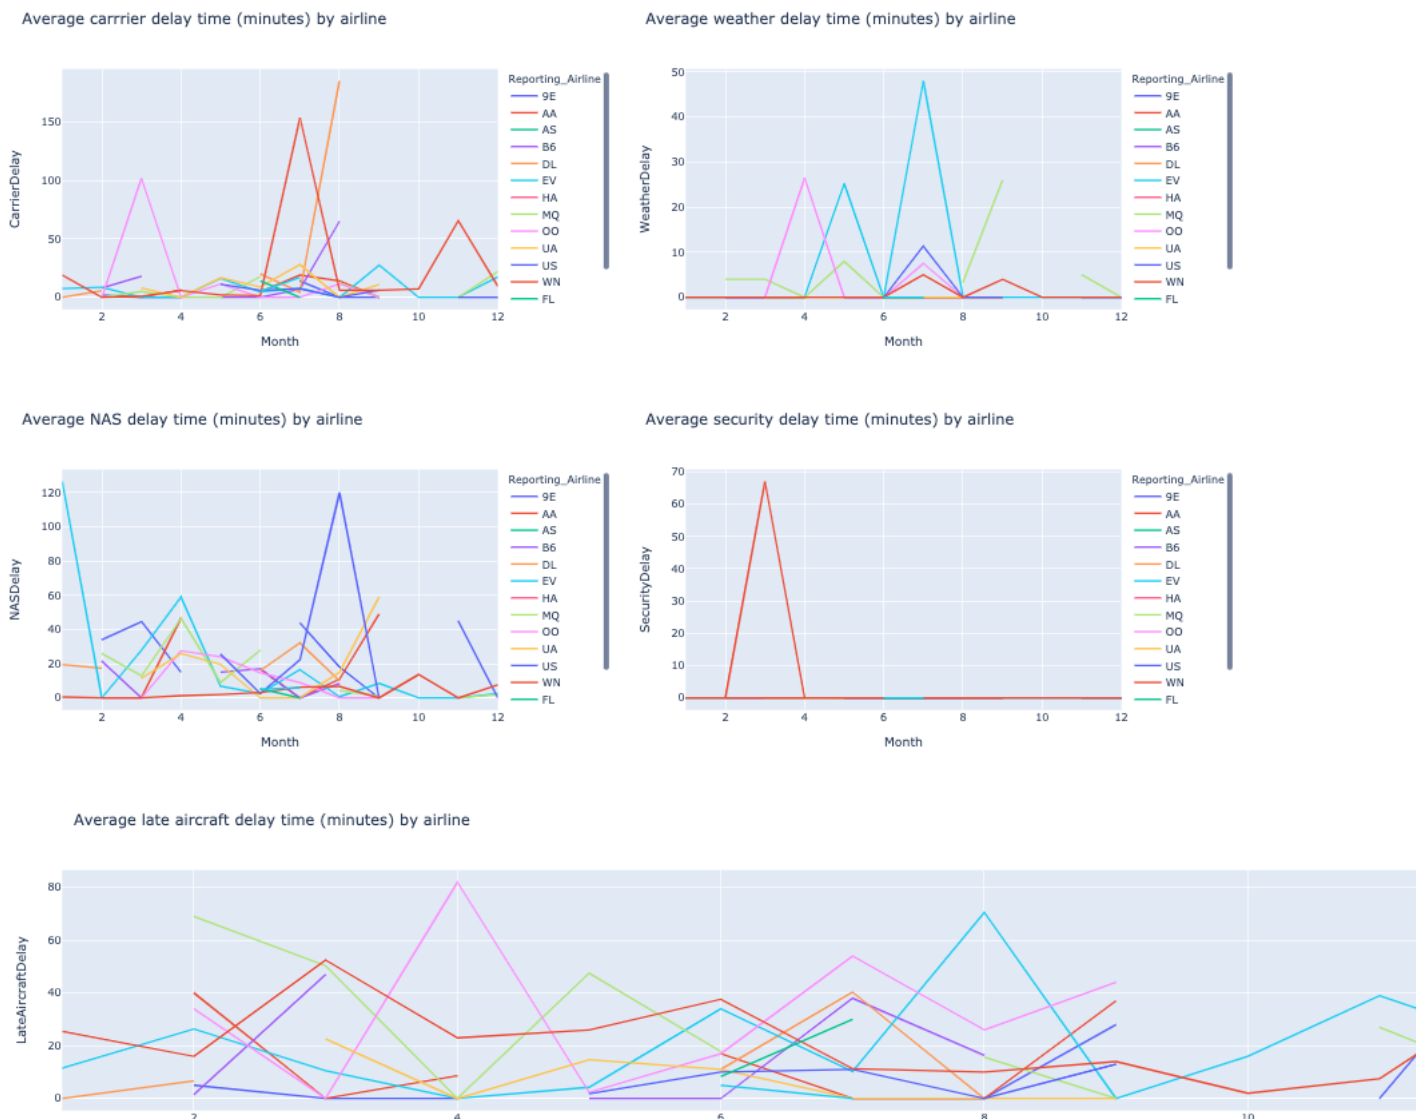 Average carrrier delay time (minutes) by airline
CarrierDelay
150
100
50
0
2
4
6
8
10
12
Month
Reporting_Airline
9E
AA
AS
B6
DL
EV
HA
MQ
OO
UA
US
WN
FL
Average weather delay time (minutes) by airline
WeatherDelay
50
40
30
20
10
0
2
4
6
8
10
12
Month
Reporting_Airline
9E
AA
AS
B6
DL
EV
HA
MQ
OO
UA
US
WN
FL
Average NAS delay time (minutes) by airline
NASDelay
120
100
80
60
40
20
0
2
4
6
8
10
12
Month
Reporting_Airline
9E
AA
AS
B6
DL
EV
HA
MQ
OO
UA
US
WN
FL
Average security delay time (minutes) by airline
SecurityDelay
70
60
50
40
30
20
10
0
2
4
6
8
10
12
Month
Reporting_Airline
9E
AA
AS
B6
DL
EV
HA
MQ
OO
UA
US
WN
FL
Average late aircraft delay time (minutes) by airline
LateAircraftDelay
80
60
40
20
0
2
4
6
8
10